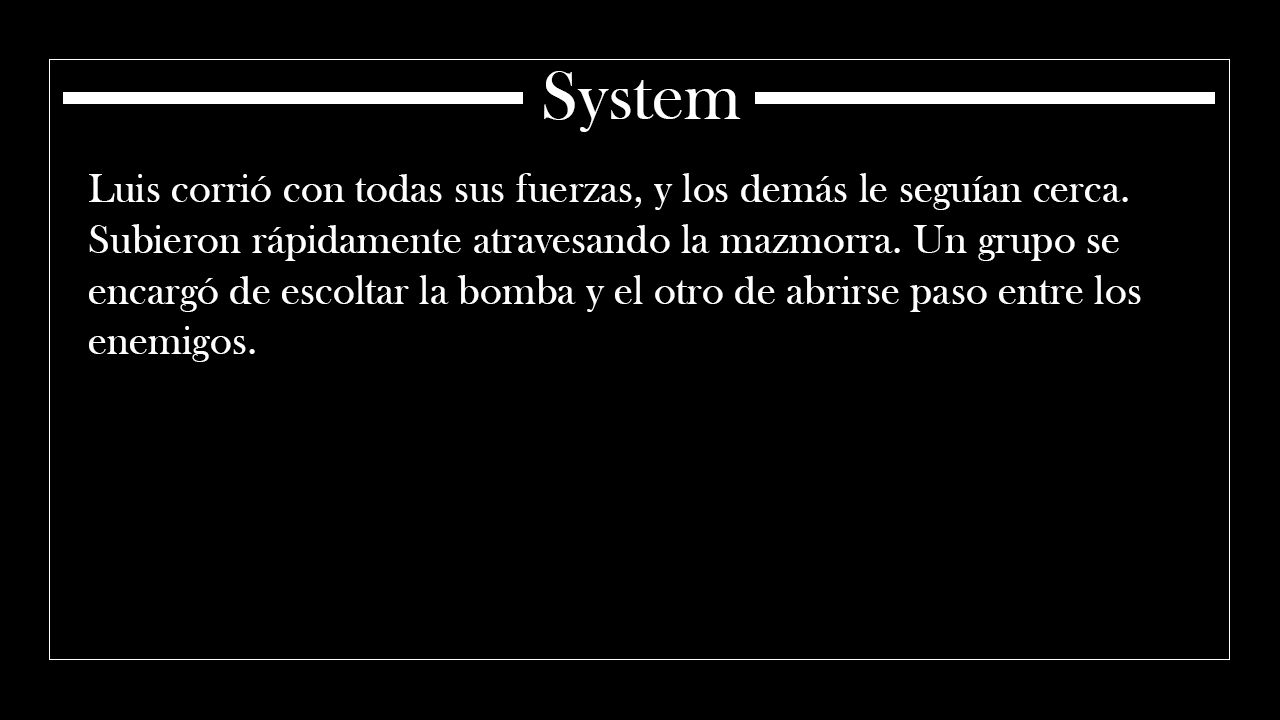 System
Luis corrió con todas sus fuerzas, y los demás le seguían cerca.
Subieron rápidamente atravesando la mazmorra. Un grupo se
encargó de escoltar la bomba y el otro de abrirse paso entre los
enemigos.